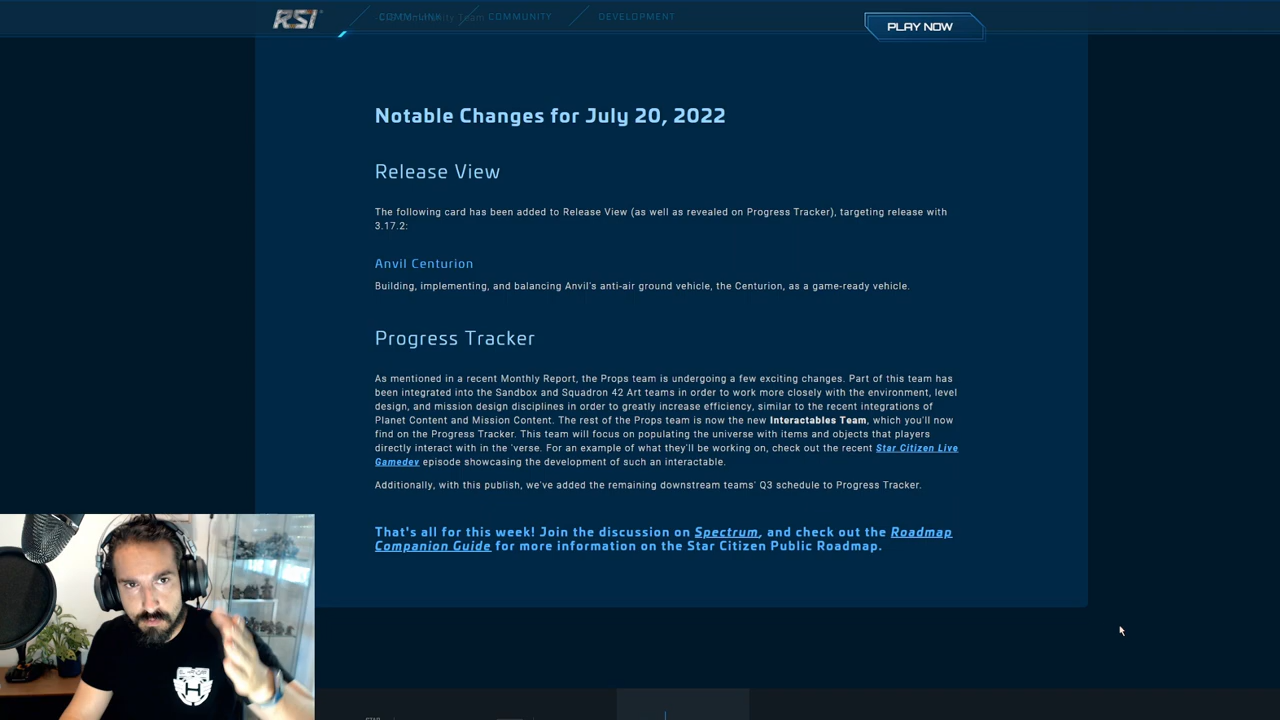 RSI
COMM-LINK
COMMUNITY
DEVELOPMENT
PLAY NOW
Notable Changes for July 20, 2022
Release View
The following card has been added to Release View (as well as revealed on Progress Tracker), targeting release with
3.17.2:
Anvil Centurion
Building, implementing, and balancing Anvil's anti-air ground vehicle, the Centurion, as a game-ready vehicle.
Progress Tracker
As mentioned in a recent Monthly Report, the Props team is undergoing a few exciting changes. Part of this team has
been integrated into the Sandbox and Squadron 42 Art teams in order to work more closely with the environment, level
design, and mission design disciplines in order to greatly increase efficiency, similar to the recent integrations of
Planet Content and Mission Content. The rest of the Props team is now the new Interactables Team, which you'll now
find on the Progress Tracker. This team will focus on populating the universe with items and objects that players
directly interact with in the 'verse. For an example of what they'll be working on, check out the recent Star Citizen Live
Gamedev episode showcasing the development of such an interactable.
Additionally, with this publish, we've added the remaining downstream teams' Q3 schedule to Progress Tracker.
That's all for this week! Join the discussion on Spectrum, and check out the Roadmap
Companion Guide for more information on the Star Citizen Public Roadmap.